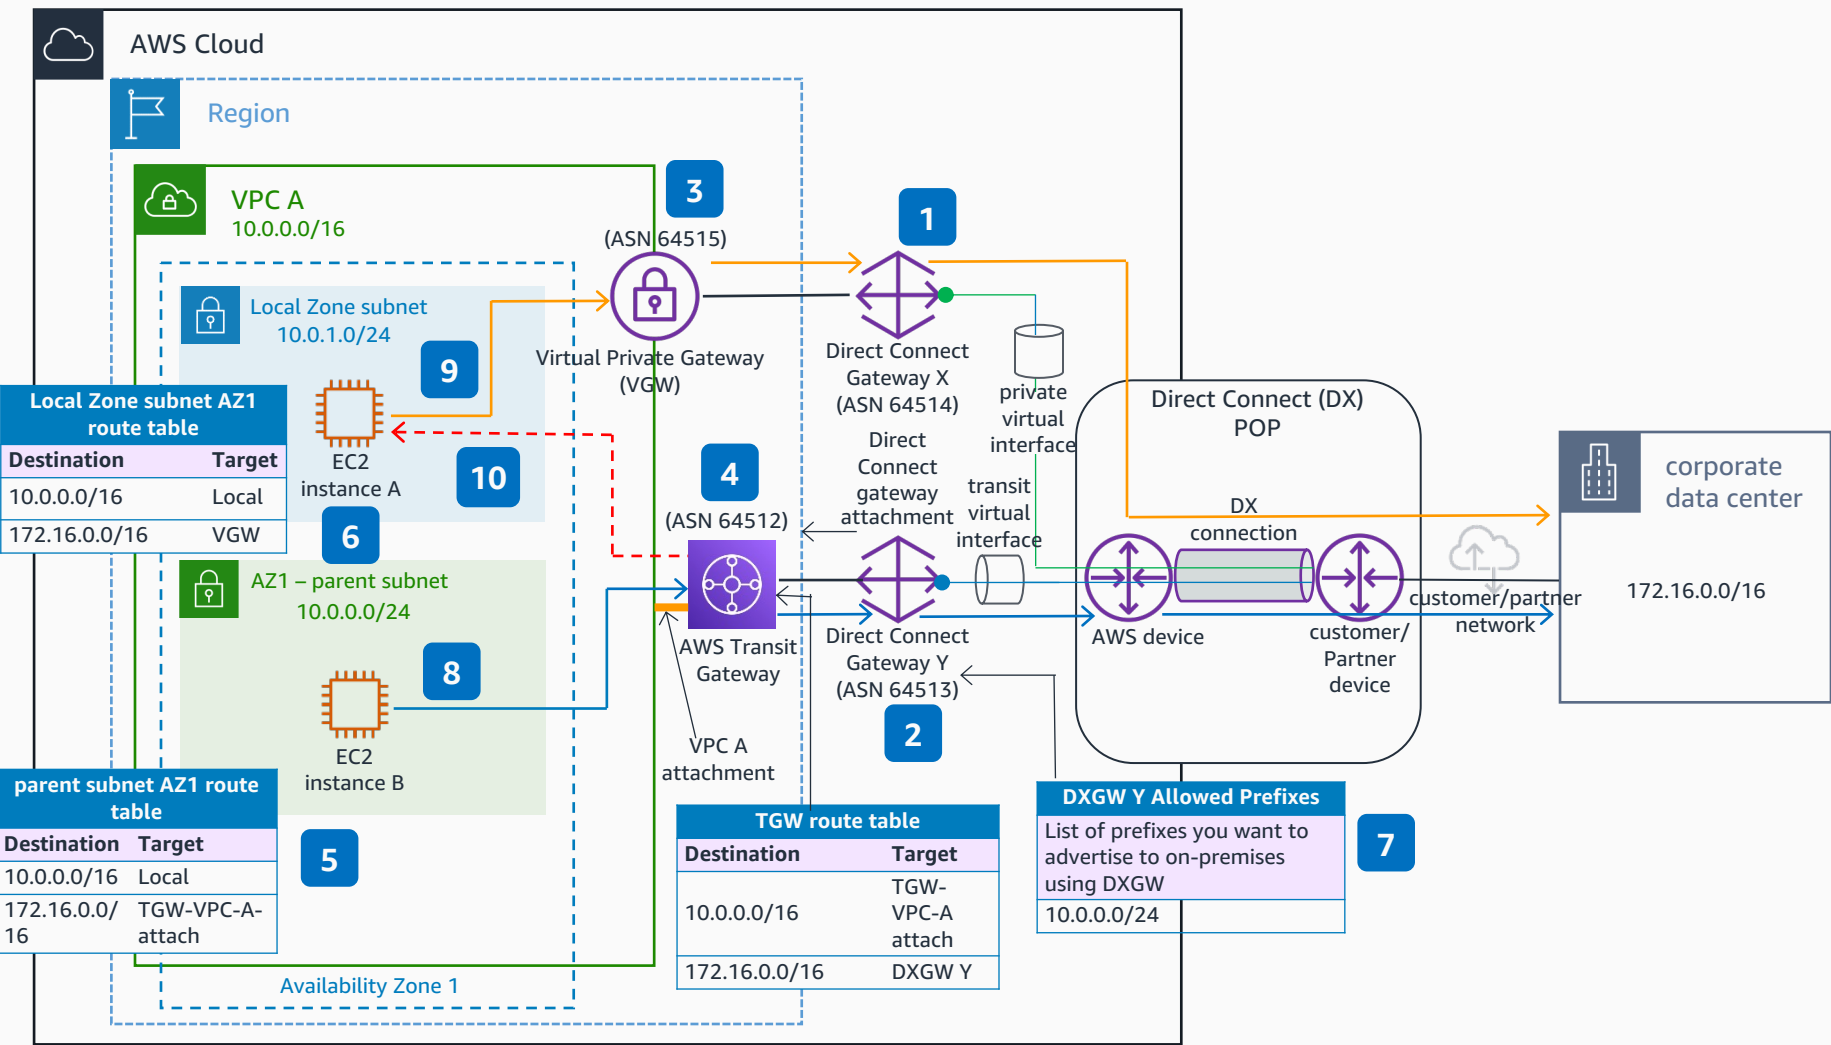 AWS Cloud
Region
VPC A
10.0.0.0/16
3
(ASN 64515)
1
Local Zone subnet
10.0.1.0/24
9
Virtual Private Gateway
(VGW)
Direct Connect
Gateway X
(ASN 64514)
private
virtual
interface
Direct Connect (DX)
POP
Local Zone subnet AZ1
route table
Destination Target
10.0.0.0/16 Local
172.16.0.0/16 VGW
EC2
instance A
10
6
4
(ASN 64512)
Direct
Connect
gateway
attachment
transit
virtual
interface
DX
connection
corporate
data center
172.16.0.0/16
AZ1 – parent subnet
10.0.0.0/24
8
AWS Transit
Gateway
Direct Connect
Gateway Y
(ASN 64513)
2
AWS device
customer/
Partner
device
customer/partner
network
EC2
instance B
VPC A
attachment
parent subnet AZ1 route
table
Destination Target
10.0.0.0/16 Local
172.16.0.0/ TGW-VPC-A-
16 attach
5
TGW route table
Destination Target
10.0.0.0/16 TGW-
VPC-A
attach
172.16.0.0/16 DXGW Y
DXGW Y Allowed Prefixes
List of prefixes you want to
advertise to on-premises
using DXGW
10.0.0.0/24
7
Availability Zone 1